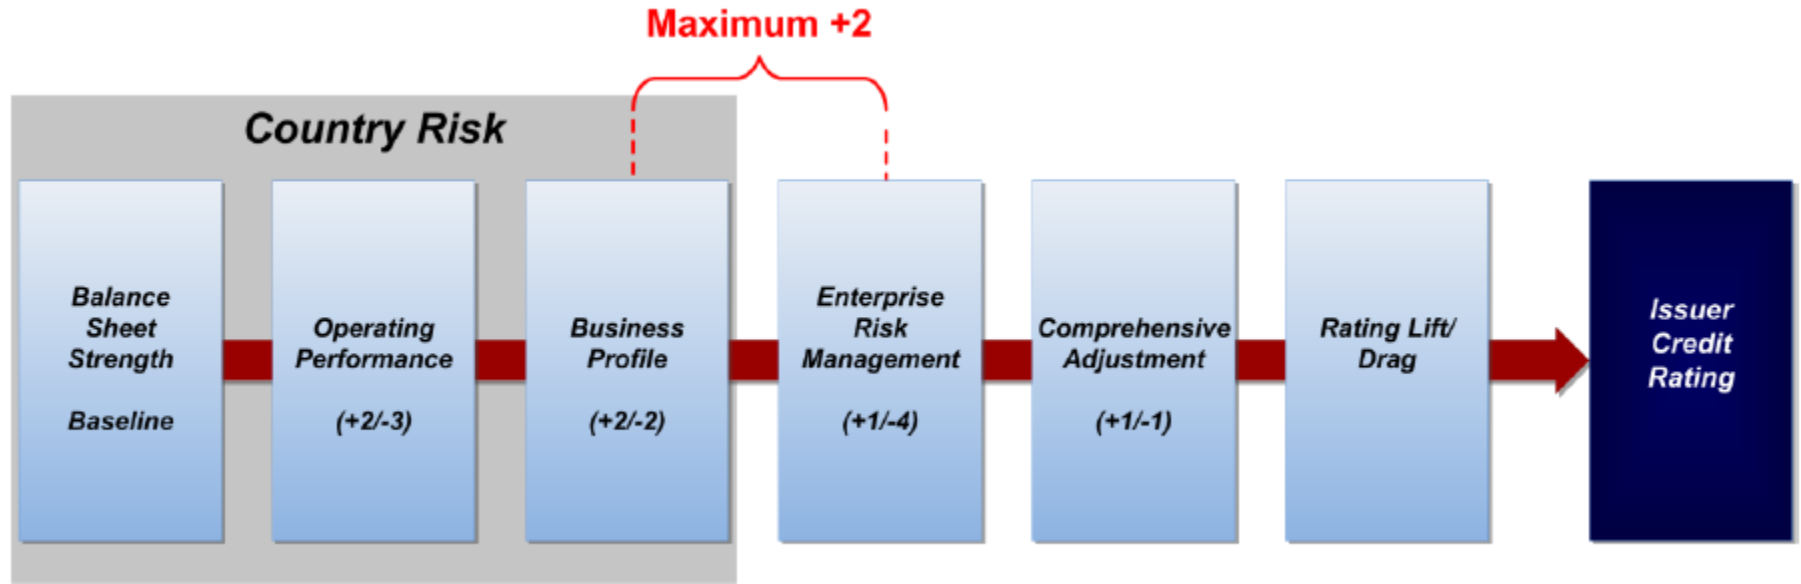 Maximum +2
Country Risk
Balance
Sheet
Strength
Baseline
Operating
Performance
(+2/-3)
Business
Profile
(+2/-2)
Enterprise
Risk
Management
(+1/-4)
Comprehensive
Adjustment
(+1/-1)
Rating Lift/
Drag
Issuer
Credit
Rating